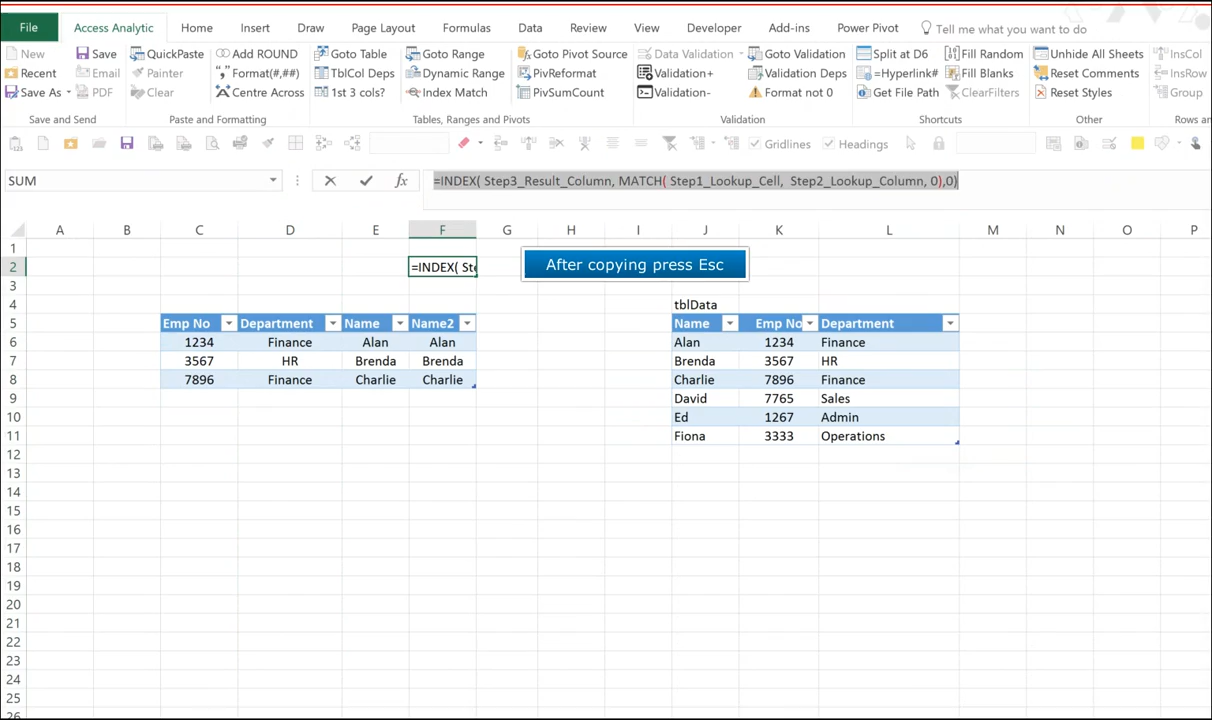 File Access Analytic Home Insert Draw Page Layout Formulas Data Review View Developer Add-ins Power Pivot Tell me what you want to do
New Save QuickPaste Add ROUND Goto Table Goto Range Goto Pivot Source Data Validation Goto Validation Split at D6 Fill Random Unhide All Sheets InsCol
Recent Email Painter Format(#,##) TblCol Deps Dynamic Range PivReformat Validation+ Validation Deps =Hyperlink# Fill Blanks Reset Comments InsRow
Save As PDF Clear Centre Across 1st 3 cols? Index Match PivSumCount Validation- Format not 0 Get File Path ClearFilters Reset Styles Group
Save and Send Paste and Formatting Tables, Ranges and Pivots Validation Shortcuts Other Rows an
Gridlines Headings
SUM fx =INDEX( Step3_Result_Column, MATCH( Step1_Lookup_Cell, Step2_Lookup_Column, 0),0)
A B C D E F G H I J K L M N O P
1
2 =INDEX( Ste After copying press Esc
3
4 tblData
5 Emp No Department Name Name2 Name Emp No Department
6 1234 Finance Alan Alan Alan 1234 Finance
7 3567 HR Brenda Brenda Brenda 3567 HR
8 7896 Finance Charlie Charlie Charlie 7896 Finance
9 David 7765 Sales
10 Ed 1267 Admin
11 Fiona 3333 Operations
12
13
14
15
16
17
18
19
20
21
22
23
24
25
26